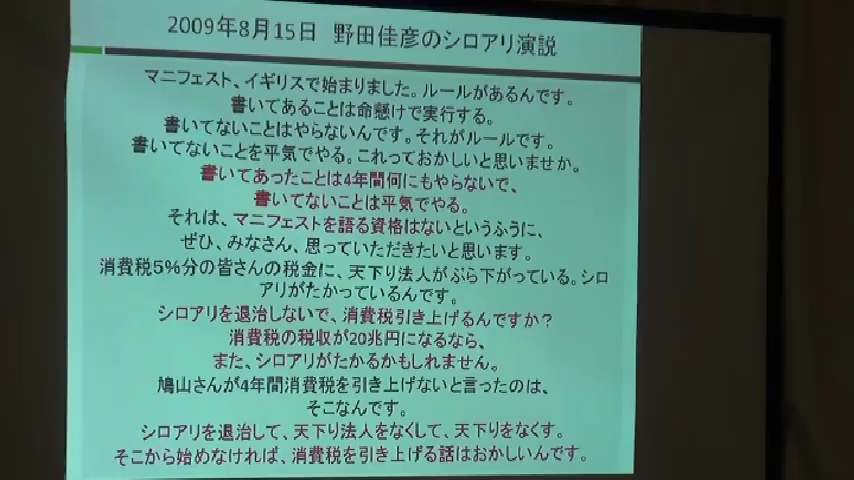 2009年8月15日 野田佳彦のシロアリ演説
マニフェスト、イギリスで始まりました。ルールがあるんです。
書いてあることは命懸けで実行する。
書いてないことはやらないんです。それがルールです。
書いてないことを平気でやる。これっておかしいと思いませか。
書いてあったことは4年間何にもやらないで、
書いてないことは平気でやる。
それは、マニフェストを語る資格はないというふうに、
ぜひ、みなさん、思っていただきたいと思います。
消費税5%分の皆さんの税金に、天下り法人がぶら下がっている。シロ
アリがたかっているんです。
シロアリを退治しないで、消費税引き上げるんですか？
消費税の税収が20兆円になるなら、
また、シロアリがたかるかもしれません。
鳩山さんが4年間消費税を引き上げないと言ったのは、
そこなんです。
シロアリを退治して、天下り法人をなくして、天下りをなくす。
そこから始めなければ、消費税を引き上げる話はおかしいんです。